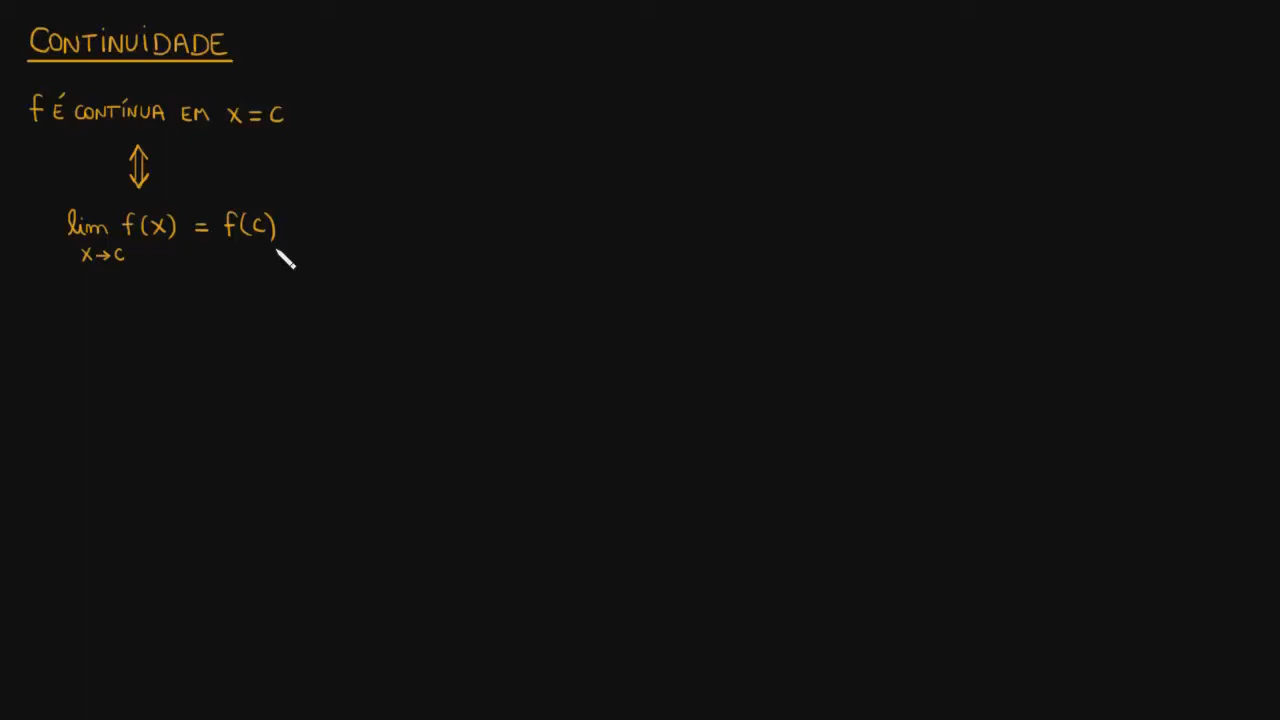 CONTINUIDADE
f É CONTÍNUA EM x = c
⇕
lim f(x) = f(c)
x→c